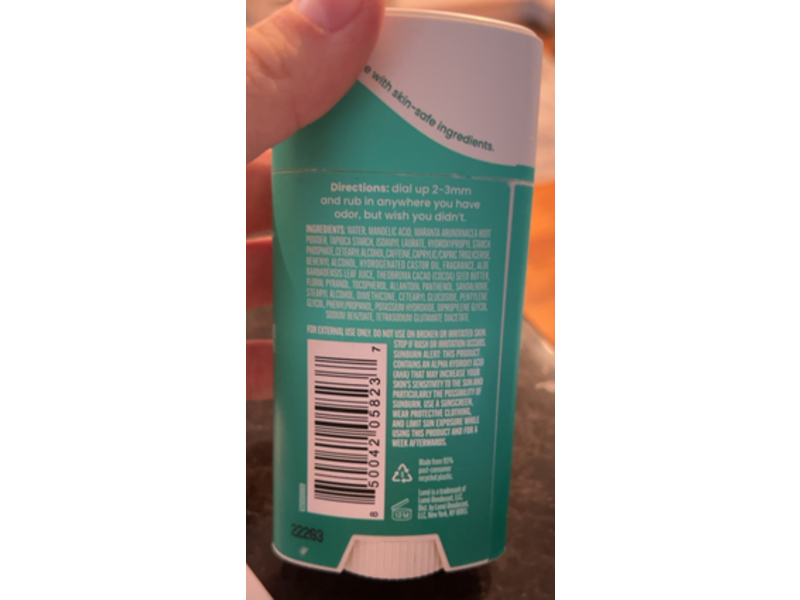 e with skin-safe ingredients.
Directions: dial up 2-3mm
and rub in anywhere you have
odor, but wish you didn't.
INGREDIENTS: WATER, MANDELIC ACID, MARANTA ARUNDINACEA ROOT
POWDER, TAPIOCA STARCH, ISOAMYL LAURATE, HYDROXYPROPYL STARCH
PHOSPHATE, CETEARYL ALCOHOL, CAFFEINE, CAPRYLIC/CAPRIC TRIGLYCERIDE,
BEHENYL ALCOHOL, HYDROGENATED CASTOR OIL, FRAGRANCE, ALOE
BARBADENSIS LEAF JUICE, THEOBROMA CACAO (COCOA) SEED BUTTER,
FLORAL PYRANOL, TOCOPHEROL, ALLANTOIN, PANTHENOL, SANDALNONE,
STEARYL ALCOHOL, DIMETHICONE, CETEARYL GLUCOSIDE, PENTYLENE
GLYCOL, PHENYLPROPANOL, POTASSIUM HYDROXIDE, DIPROPYLENE GLYCOL,
SODIUM BENZOATE, TETRASODIUM GLUTAMATE DIACETATE.
FOR EXTERNAL USE ONLY. DO NOT USE ON BROKEN OR IRRITATED SKIN.
STOP IF RASH OR IRRITATION OCCURS.
SUNBURN ALERT: THIS PRODUCT
CONTAINS AN ALPHA HYDROXY ACID
(AHA) THAT MAY INCREASE YOUR
SKIN'S SENSITIVITY TO THE SUN AND
PARTICULARLY THE POSSIBILITY OF
SUNBURN. USE A SUNSCREEN,
WEAR PROTECTIVE CLOTHING,
AND LIMIT SUN EXPOSURE WHILE
USING THIS PRODUCT AND FOR A
WEEK AFTERWARDS.
8 50042 05823 7
Made from 95%
post-consumer
recycled plastic.
Lumē is a trademark of
Lumē Deodorant, LLC.
Dist. by Lumē Deodorant,
LLC, New York, NY
12 M
22263